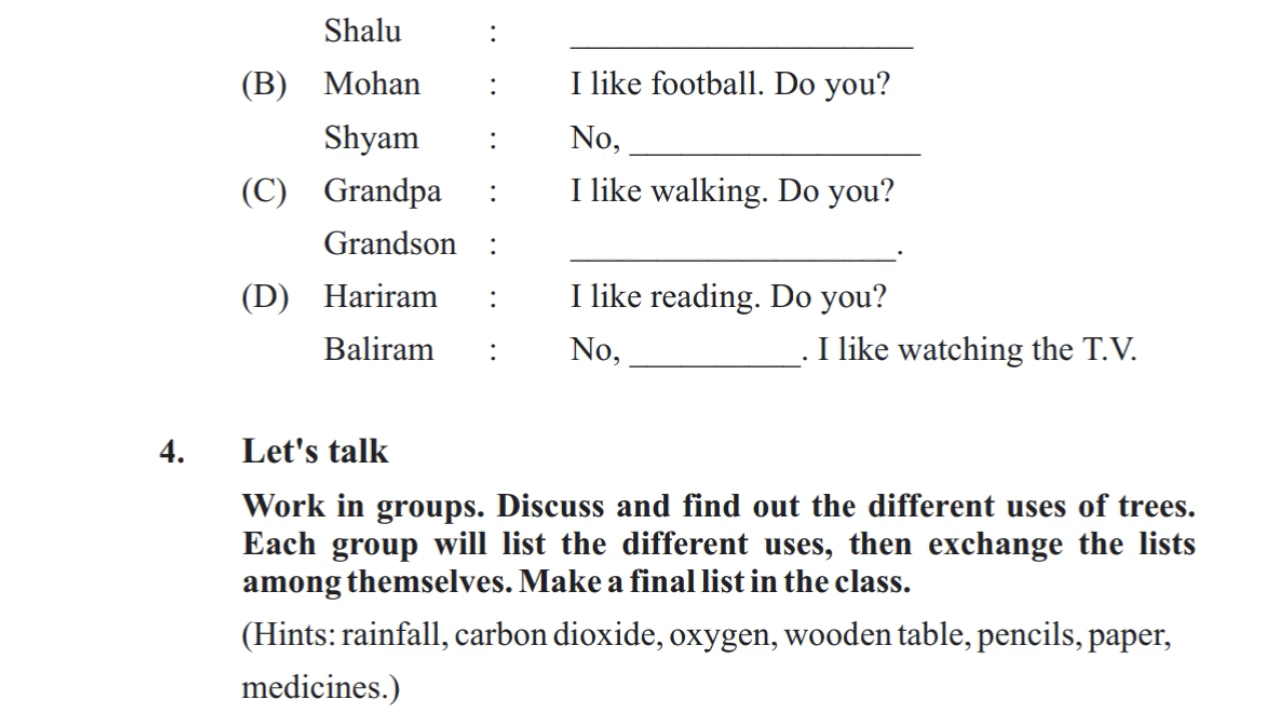 Shalu : ____________________
(B) Mohan : I like football. Do you?
Shyam : No, _________________
(C) Grandpa : I like walking. Do you?
Grandson : ___________________.
(D) Hariram : I like reading. Do you?
Baliram : No, __________. I like watching the T.V.
4. Let's talk
Work in groups. Discuss and find out the different uses of trees.
Each group will list the different uses, then exchange the lists
among themselves. Make a final list in the class.
(Hints: rainfall, carbon dioxide, oxygen, wooden table, pencils, paper,
medicines.)